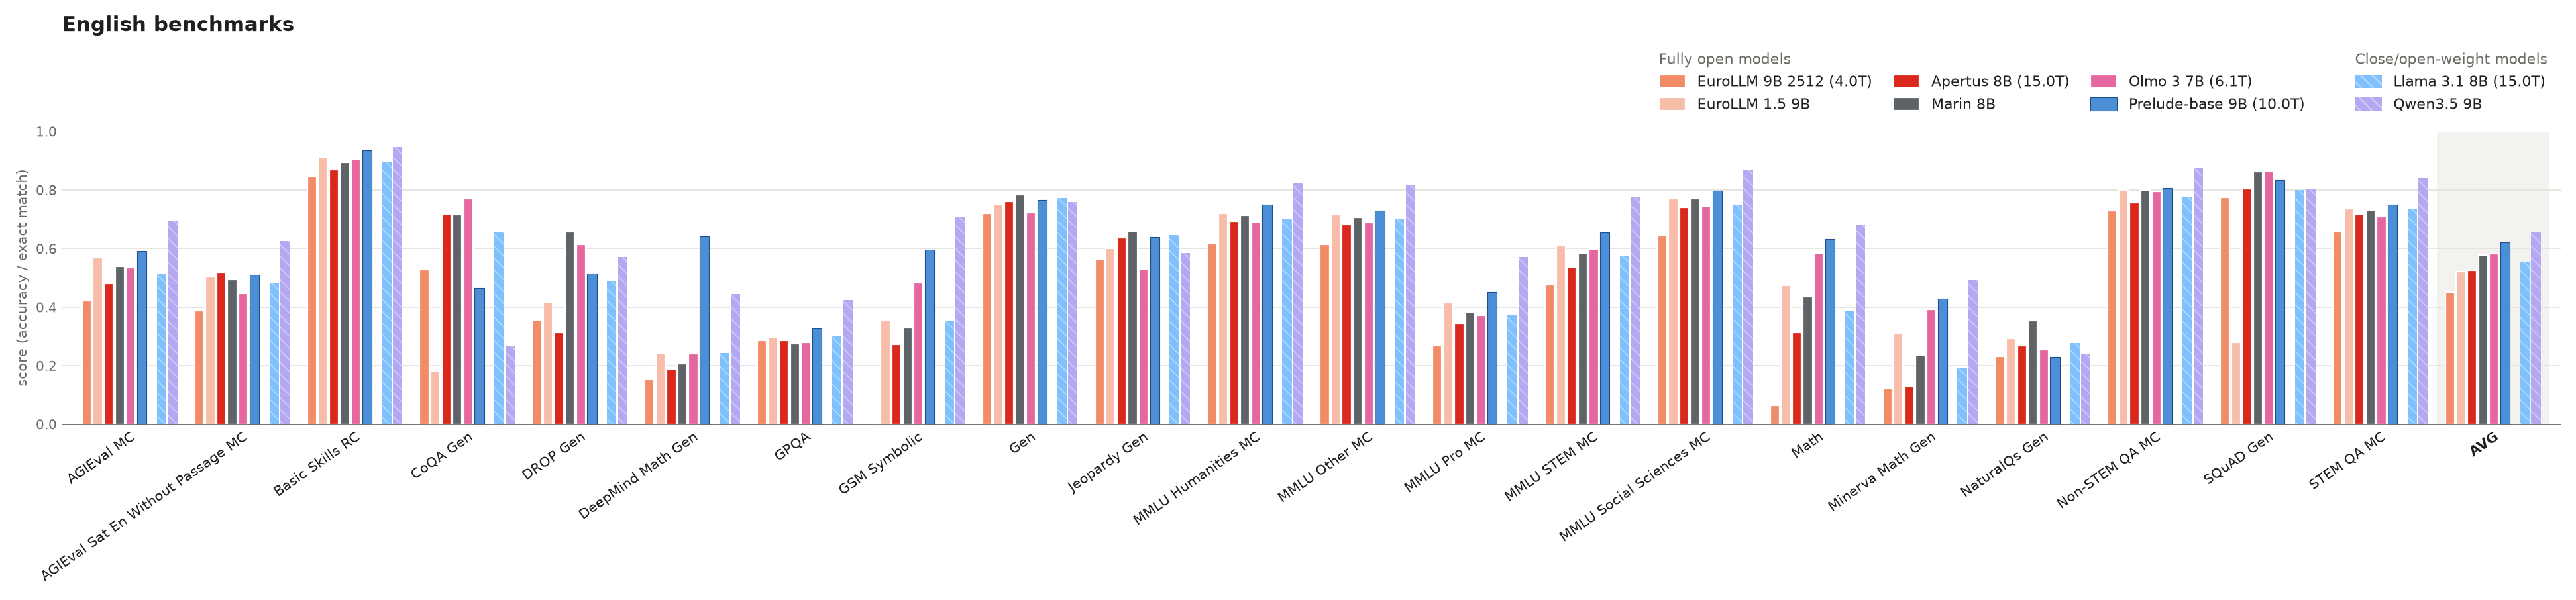 English benchmarks
Fully open models
EuroLLM 9B 2512 (4.0T)
EuroLLM 1.5 9B
Apertus 8B (15.0T)
Marin 8B
Olmo 3 7B (6.1T)
Prelude-base 9B (10.0T)
Close/open-weight models
Llama 3.1 8B (15.0T)
Qwen3.5 9B
score (accuracy / exact match)
1.0
0.8
0.6
0.4
0.2
0.0
AGIEval MC
AGIEval Sat En Without Passage MC
Basic Skills RC
CoQA Gen
DROP Gen
DeepMind Math Gen
GPQA
GSM Symbolic
Gen
Jeopardy Gen
MMLU Humanities MC
MMLU Other MC
MMLU Pro MC
MMLU STEM MC
MMLU Social Sciences MC
Math
Minerva Math Gen
NaturalQs Gen
Non-STEM QA MC
SQuAD Gen
STEM QA MC
AVG